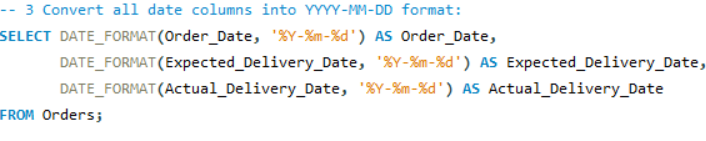 -- 3 Convert all date columns into YYYY-MM-DD format:
SELECT DATE_FORMAT(Order_Date, '%Y-%m-%d') AS Order_Date,
       DATE_FORMAT(Expected_Delivery_Date, '%Y-%m-%d') AS Expected_Delivery_Date,
       DATE_FORMAT(Actual_Delivery_Date, '%Y-%m-%d') AS Actual_Delivery_Date
FROM Orders;